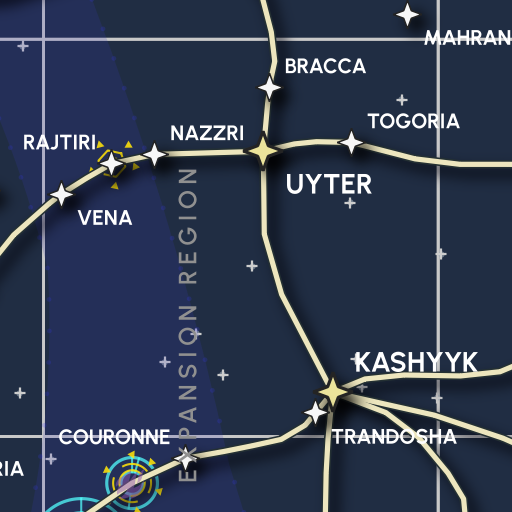 MAHRAN
BRACCA
TOGORIA
NAZZRI
RAJTIRI
UYTER
VENA
EXPANSION REGION
KASHYYK
TRANDOSHA
COURONNE
RIA